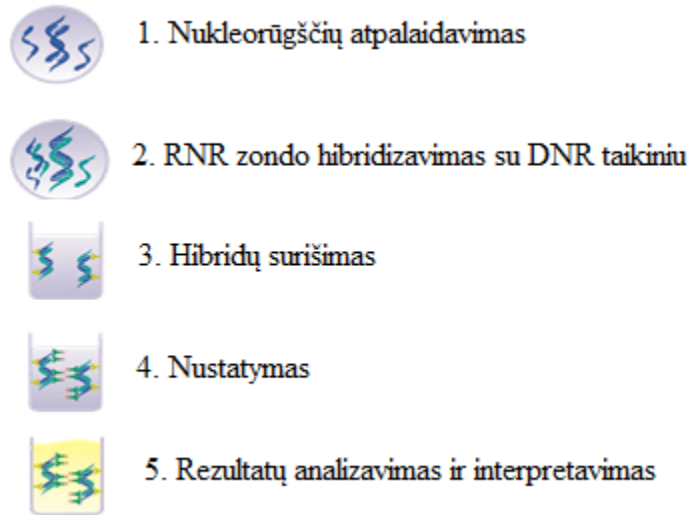 1. Nukleorūgščių atpalaidavimas
2. RNR zondo hibridizavimas su DNR taikiniu
3. Hibridų surišimas
4. Nustatymas
5. Rezultatų analizavimas ir interpretavimas